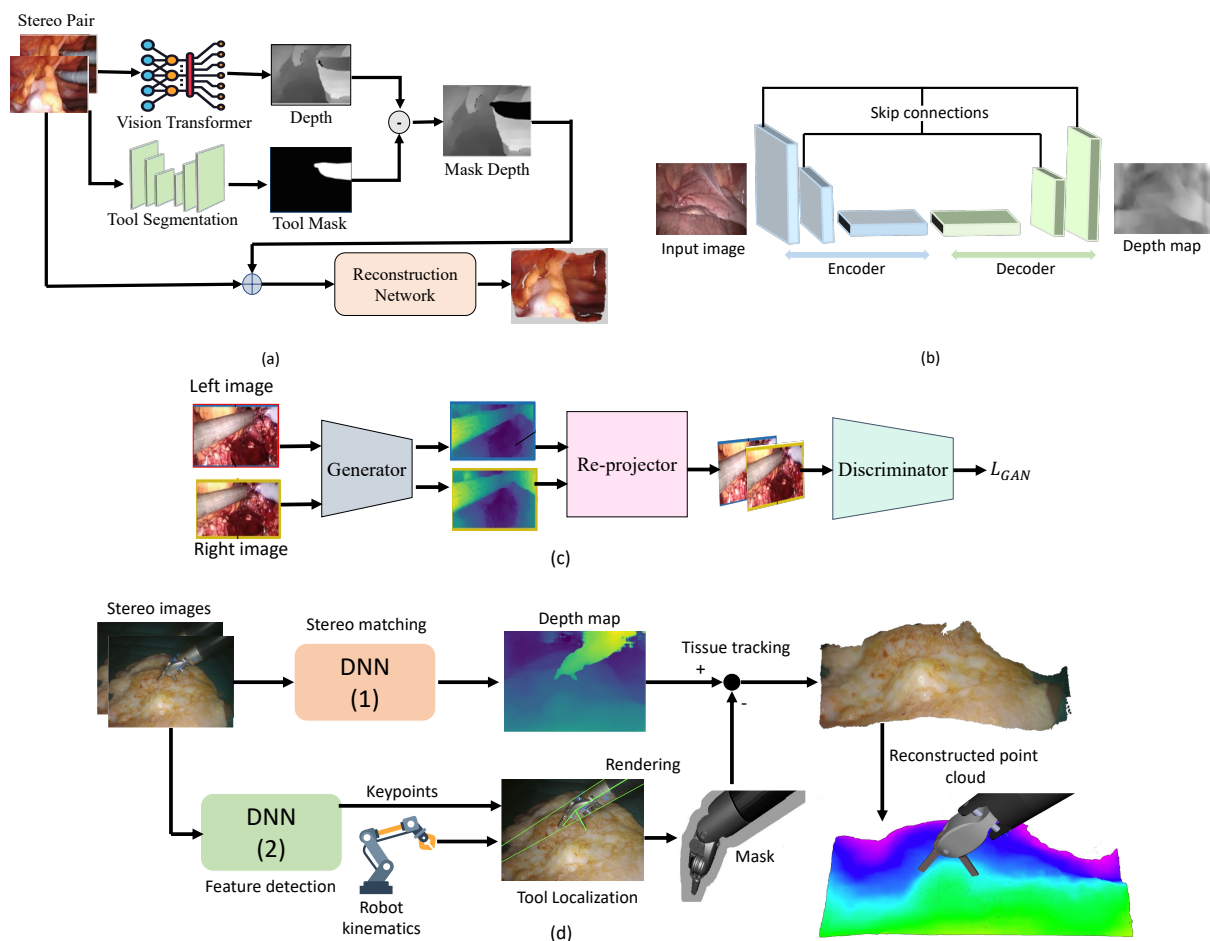 Stereo Pair
Vision Transformer
Depth
-
Mask Depth
Tool Segmentation
Tool Mask
Reconstruction
Network
(a)
Skip connections
Input image
Depth map
Encoder
Decoder
(b)
Left image
Generator
Re-projector
Discriminator
L_GAN
Right image
(c)
Stereo images
Stereo matching
DNN
(1)
Depth map
Tissue tracking
+
-
Reconstructed point
cloud
Rendering
Keypoints
DNN
(2)
Feature detection
Robot
kinematics
Tool Localization
Mask
(d)